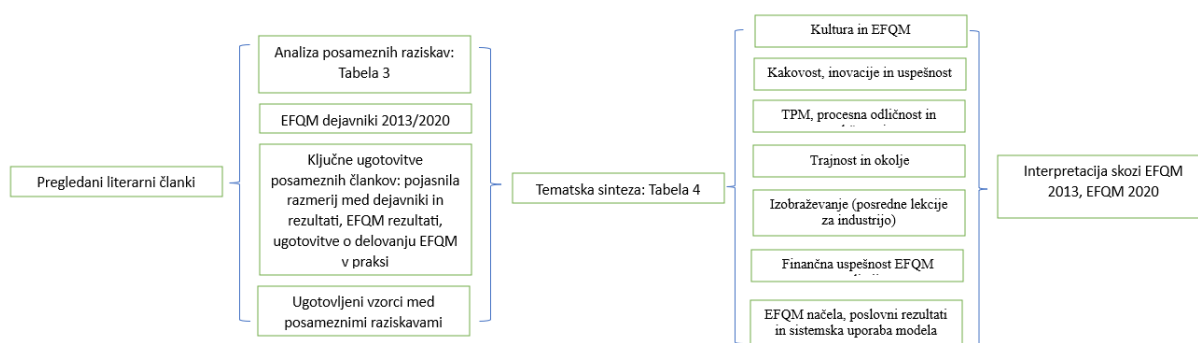 Pregledani literarni članki
Analiza posameznih raziskav:
Tabela 3
EFQM dejavniki 2013/2020
Ključne ugotovitve
posameznih člankov: pojasnila
razmerij med dejavniki in
rezultati, EFQM rezultati,
ugotovitve o delovanju EFQM
v praksi
Ugotovljeni vzorci med
posameznimi raziskavami
Tematska sinteza: Tabela 4
Kultura in EFQM
Kakovost, inovacije in uspešnost
TPM, procesna odličnost in
Trajnost in okolje
Izobraževanje (posredne lekcije
za industrijo)
Finančna uspešnost EFQM
EFQM načela, poslovni rezultati
in sistemska uporaba modela
Interpretacija skozi EFQM
2013, EFQM 2020